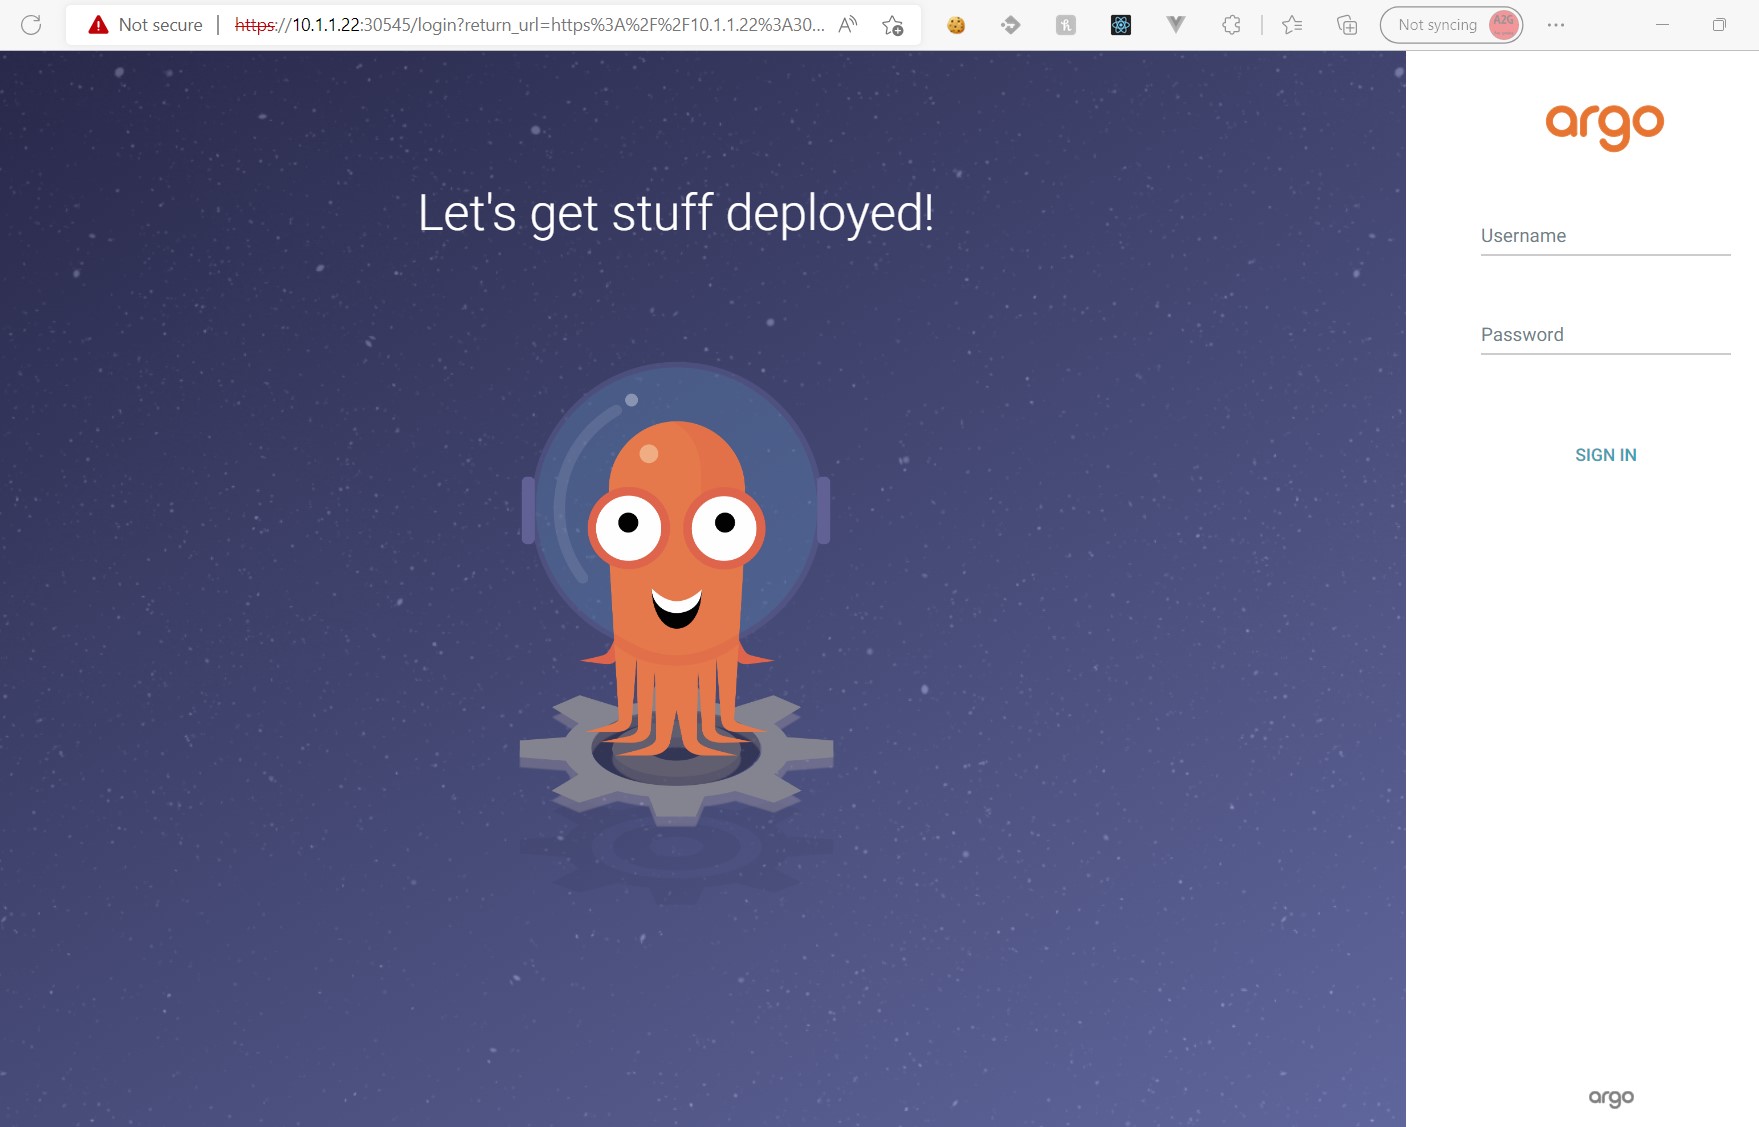 Not secure
https://10.1.1.22:30545/login?return_url=https%3A%2F%2F10.1.1.22%3A30...
Not syncing
A2G
argo
Let's get stuff deployed!
Username
Password
SIGN IN
argo